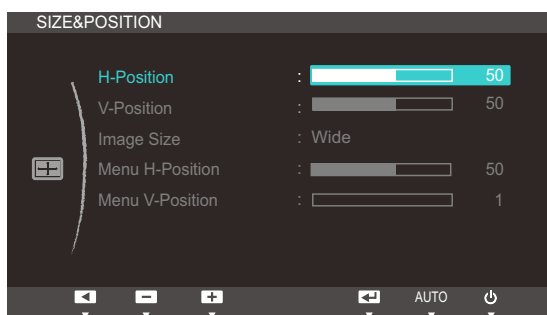 SIZE&POSITION
H-Position : 50
V-Position : 50
Image Size : Wide
Menu H-Position : 50
Menu V-Position : 1
AUTO